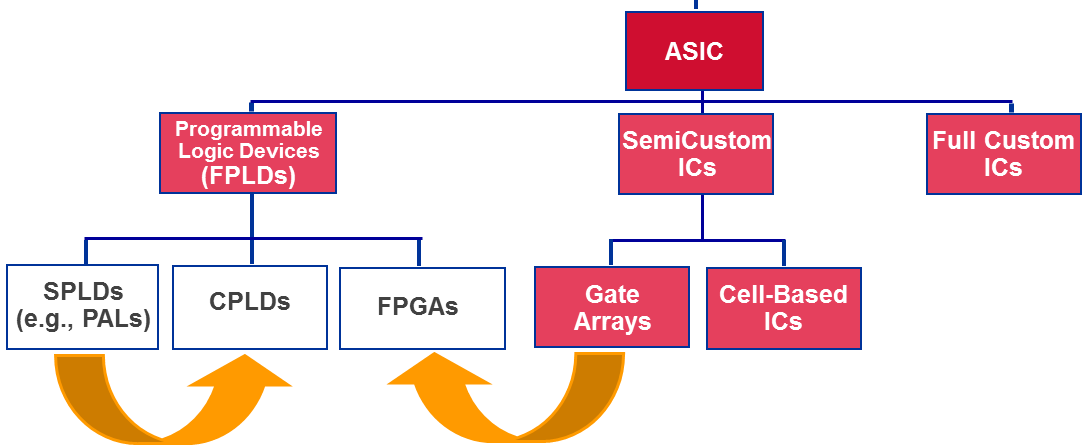 ASIC
Programmable
Logic Devices
(FPLDs)
SemiCustom
ICs
Full Custom
ICs
SPLDs
(e.g., PALs)
CPLDs
FPGAs
Gate
Arrays
Cell-Based
ICs